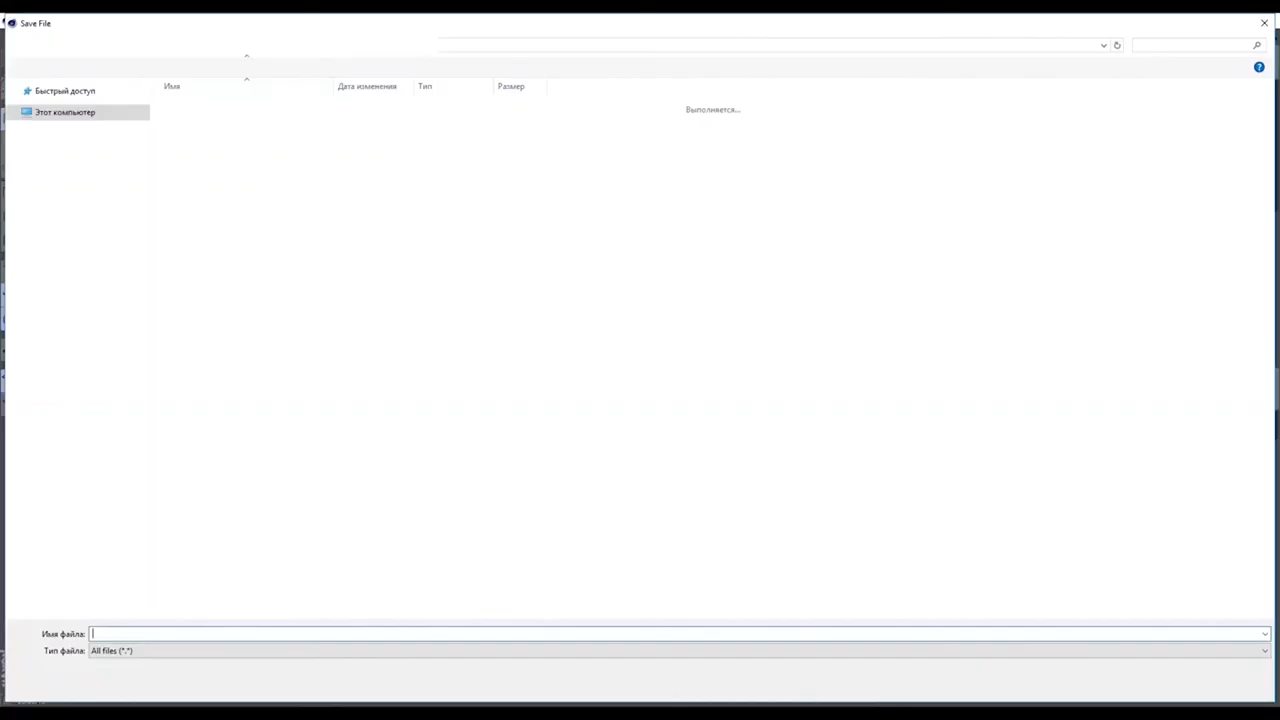 Save File
Имя
Дата изменения
Тип
Размер
Быстрый доступ
Этот компьютер
Выполняется...
Имя файла:
Тип файла:
All files (*.*)